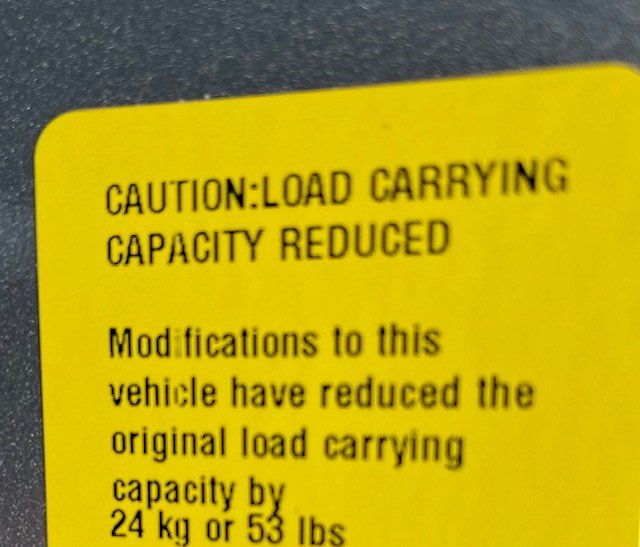 CAUTION:LOAD CARRYING
CAPACITY REDUCED
Modifications to this
vehicle have reduced the
original load carrying
capacity by
24 kg or 53 lbs